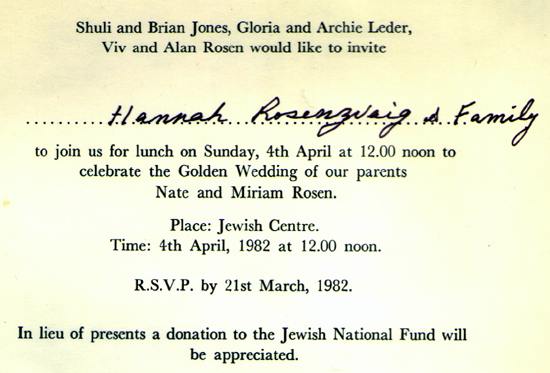 Shuli and Brian Jones, Gloria and Archie Leder,
Viv and Alan Rosen would like to invite
Hannah Rosenzvaig & Family
to join us for lunch on Sunday, 4th April at 12.00 noon to
celebrate the Golden Wedding of our parents
Nate and Miriam Rosen.
Place: Jewish Centre.
Time: 4th April, 1982 at 12.00 noon.
R.S.V.P. by 21st March, 1982.
In lieu of presents a donation to the Jewish National Fund will
be appreciated.